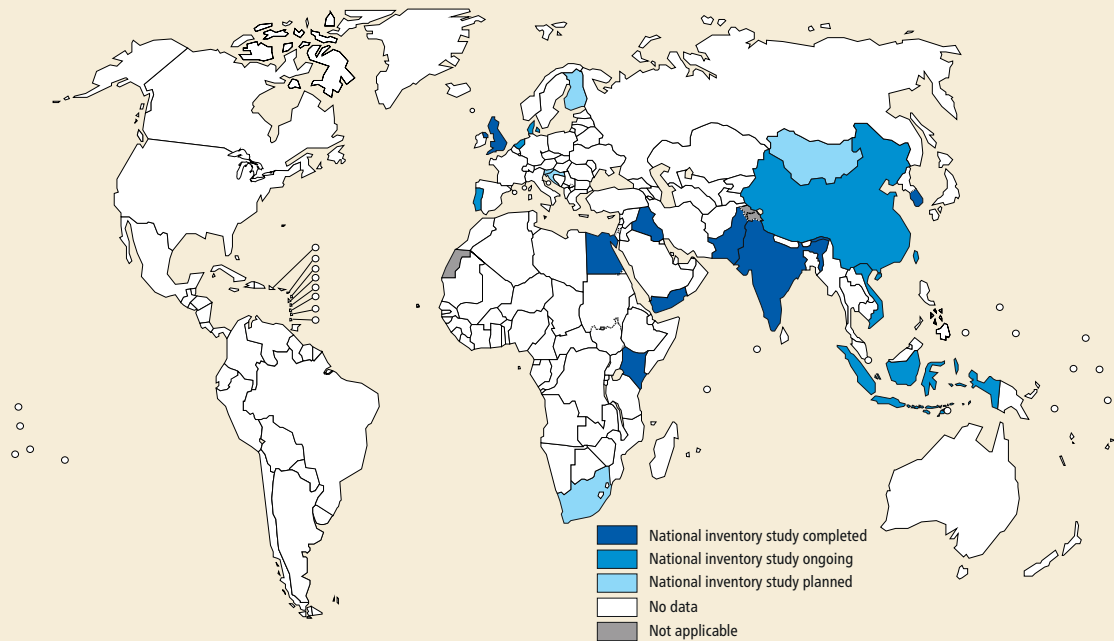 National inventory study completed
National inventory study ongoing
National inventory study planned
No data
Not applicable